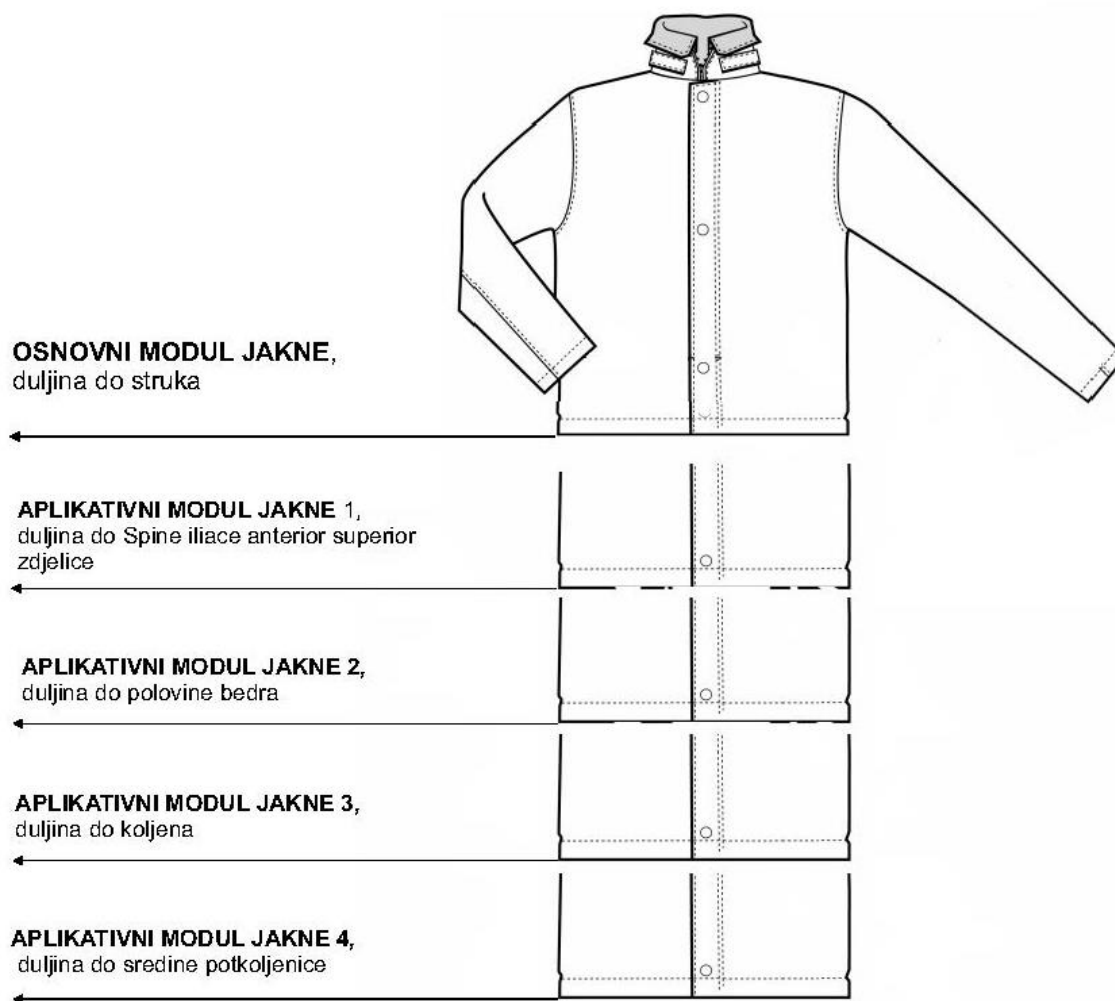 OSNOVNI MODUL JAKNE,
duljina do struka
APLIKATIVNI MODUL JAKNE 1,
duljina do Spine iliace anterior superior
zdjelice
APLIKATIVNI MODUL JAKNE 2,
duljina do polovine bedra
APLIKATIVNI MODUL JAKNE 3,
duljina do koljena
APLIKATIVNI MODUL JAKNE 4,
duljina do sredine potkoljenice